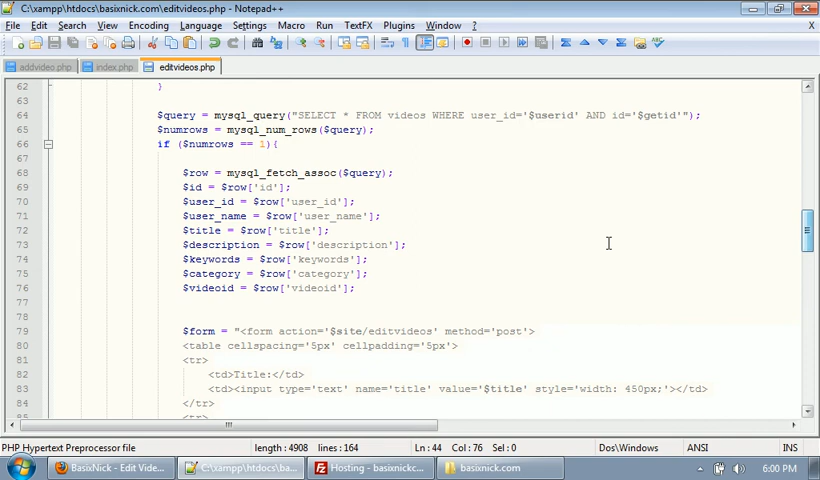 C:\xampp\htdocs\basixnick.com\editvideos.php - Notepad++
File Edit Search View Encoding Language Settings Macro Run TextFX Plugins Window ? X
addvideo.php index.php editvideos.php
62 }
63
64 $query = mysql_query("SELECT * FROM videos WHERE user_id='$userid' AND id='$getid'");
65 $numrows = mysql_num_rows($query);
66 if ($numrows == 1){
67
68 $row = mysql_fetch_assoc($query);
69 $id = $row['id'];
70 $user_id = $row['user_id'];
71 $user_name = $row['user_name'];
72 $title = $row['title'];
73 $description = $row['description'];
74 $keywords = $row['keywords'];
75 $category = $row['category'];
76 $videoid = $row['videoid'];
77
78
79 $form = "<form action='$site/editvideos' method='post'>
80 <table cellspacing='5px' cellpadding='5px'>
81 <tr>
82 <td>Title:</td>
83 <td><input type='text' name='title' value='$title' style='width: 450px;'></td>
84 </tr>
85 <tr>
PHP Hypertext Preprocessor file length : 4908 lines : 164 Ln : 44 Col : 76 Sel : 0 Dos\Windows ANSI INS
BasixNick - Edit Vide... C:\xampp\htdocs\ba... Hosting - basixnickc... basixnick.com 6:00 PM